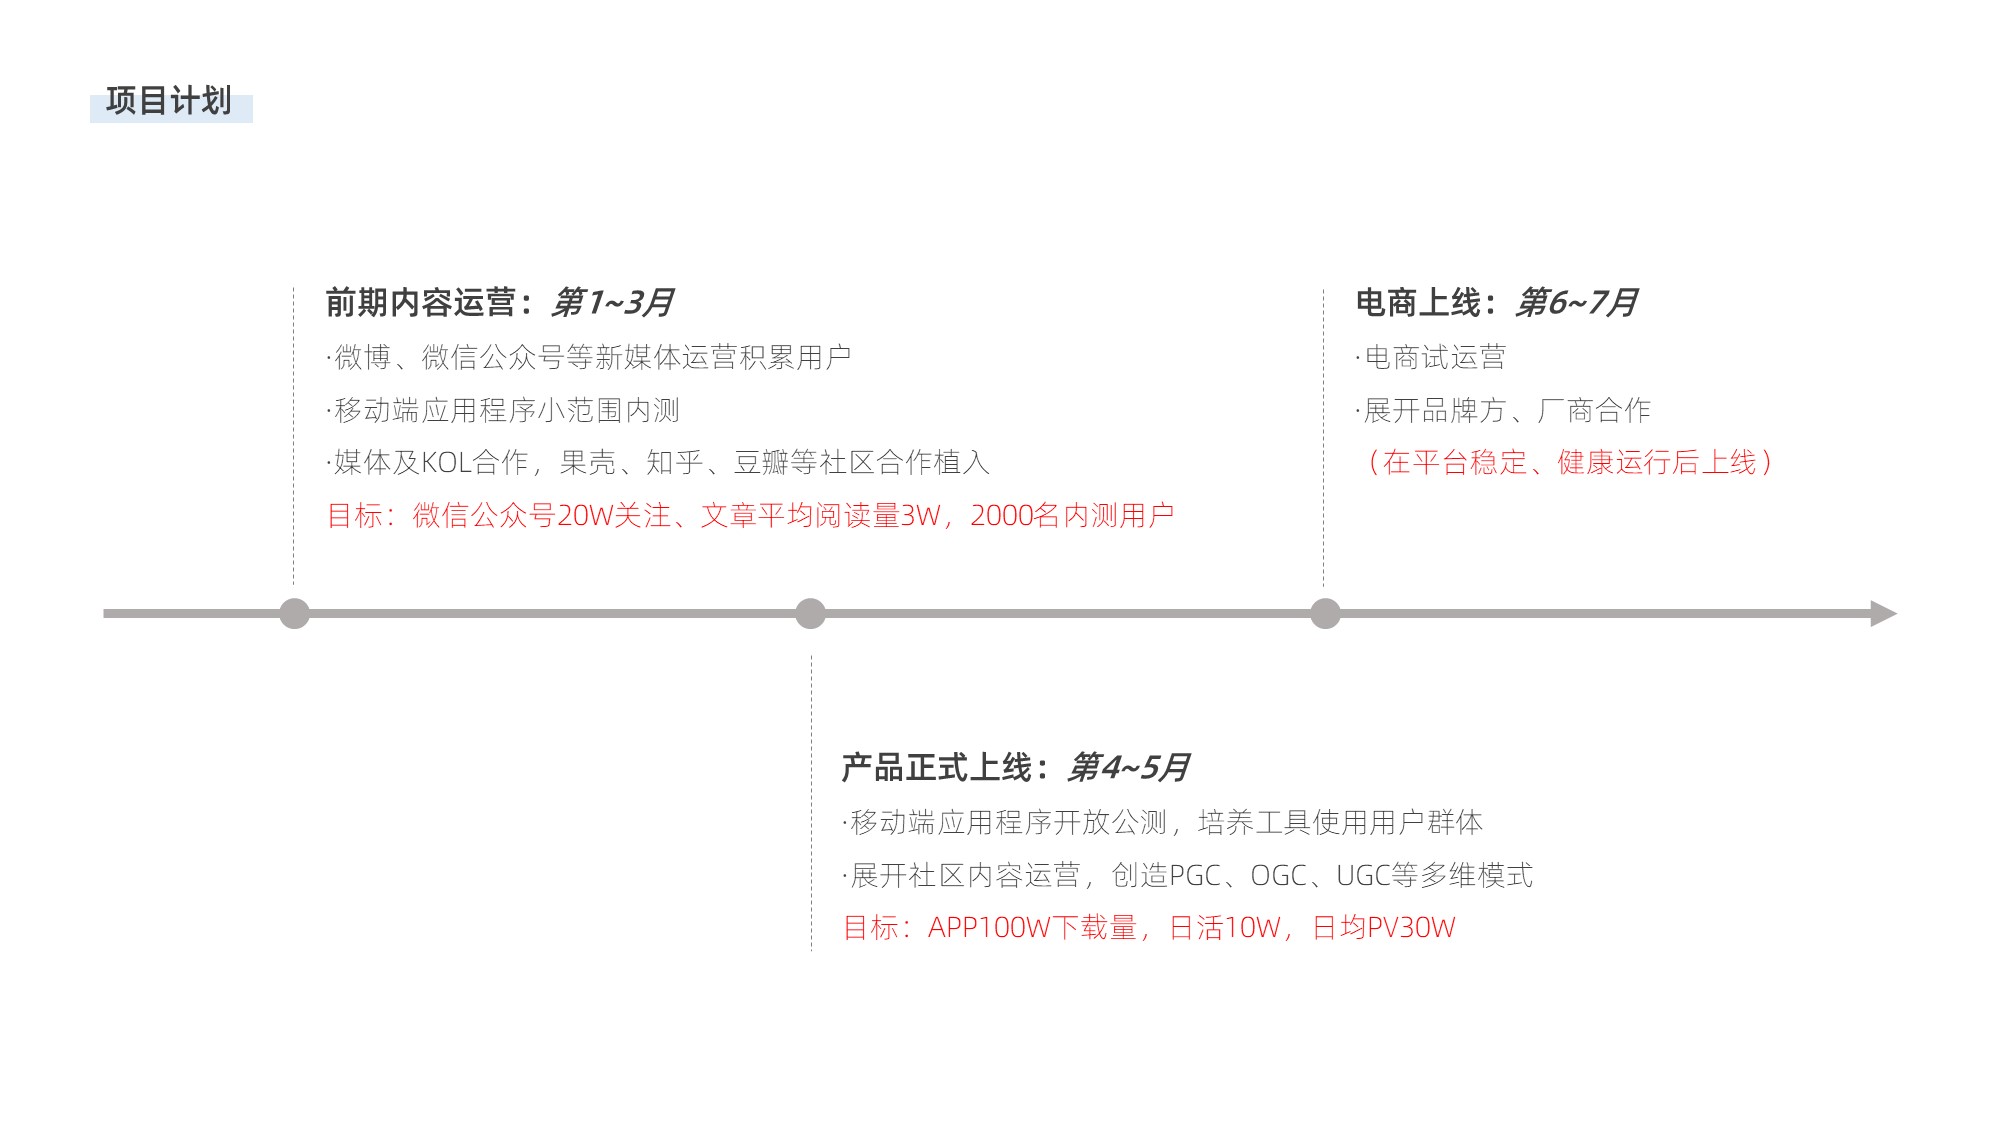 项目计划
前期内容运营：第1~3月
·微博、微信公众号等新媒体运营积累用户
·移动端应用程序小范围内测
·媒体及KOL合作，果壳、知乎、豆瓣等社区合作植入
目标：微信公众号20W关注、文章平均阅读量3W，2000名内测用户
电商上线：第6~7月
·电商试运营
·展开品牌方、厂商合作
（在平台稳定、健康运行后上线）
产品正式上线：第4~5月
·移动端应用程序开放公测，培养工具使用用户群体
·展开社区内容运营，创造PGC、OGC、UGC等多维模式
目标：APP100W下载量，日活10W，日均PV30W